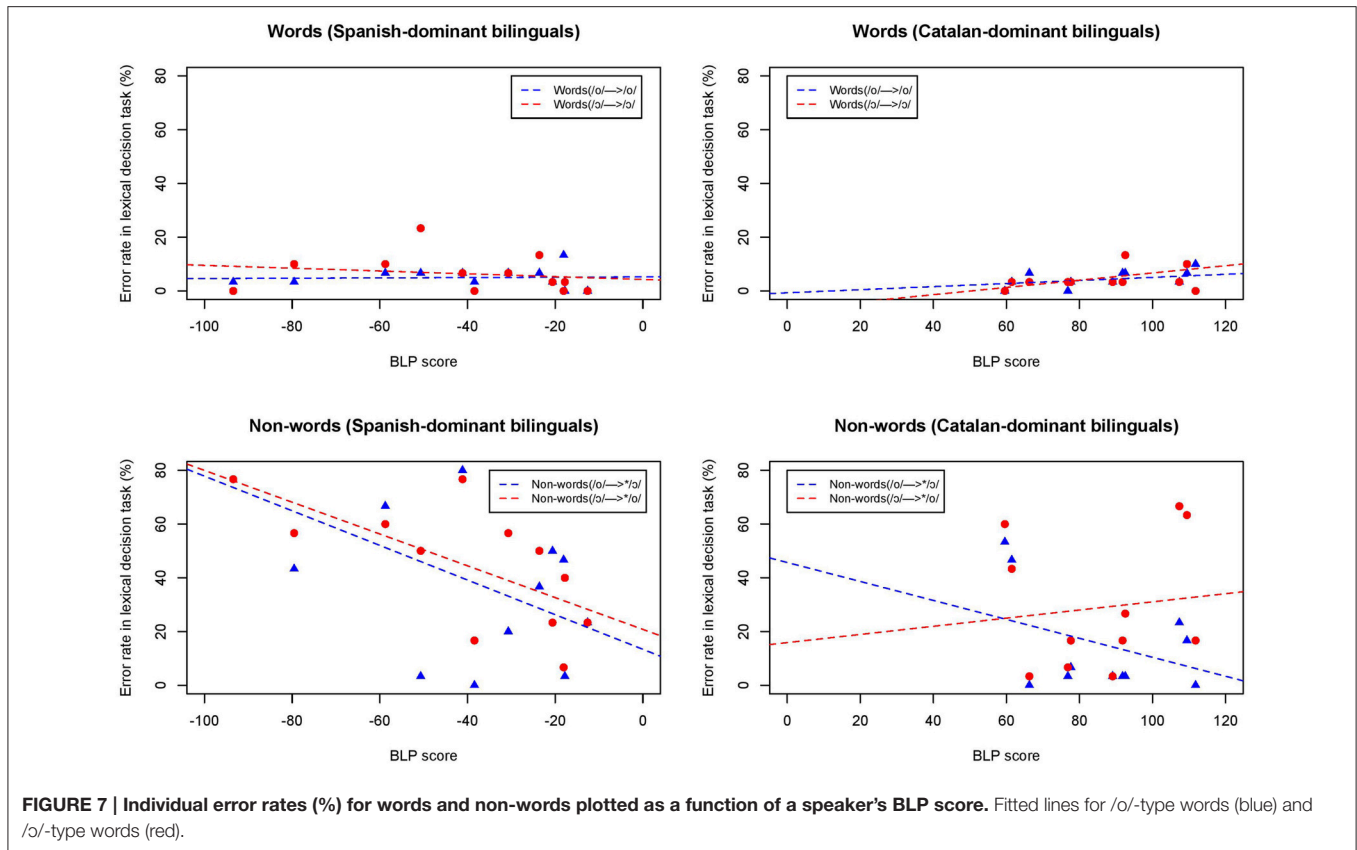 Words (Spanish-dominant bilinguals)
Error rate in lexical decision task (%)
80
60
40
20
0
Words(/o/—>/o/
Words(/ɔ/—>/ɔ/
-100 -80 -60 -40 -20 0
BLP score
Words (Catalan-dominant bilinguals)
Error rate in lexical decision task (%)
80
60
40
20
0
Words(/o/—>/o/
Words(/ɔ/—>/ɔ/
0 20 40 60 80 100 120
BLP score
Non-words (Spanish-dominant bilinguals)
Error rate in lexical decision task (%)
80
60
40
20
0
Non-words(/o/—>*/ɔ/
Non-words(/ɔ/—>*/o/
-100 -80 -60 -40 -20 0
BLP score
Non-words (Catalan-dominant bilinguals)
Error rate in lexical decision task (%)
80
60
40
20
0
Non-words(/o/—>*/ɔ/
Non-words(/ɔ/—>*/o/
0 20 40 60 80 100 120
BLP score
FIGURE 7 | Individual error rates (%) for words and non-words plotted as a function of a speaker's BLP score. Fitted lines for /o/-type words (blue) and
/ɔ/-type words (red).